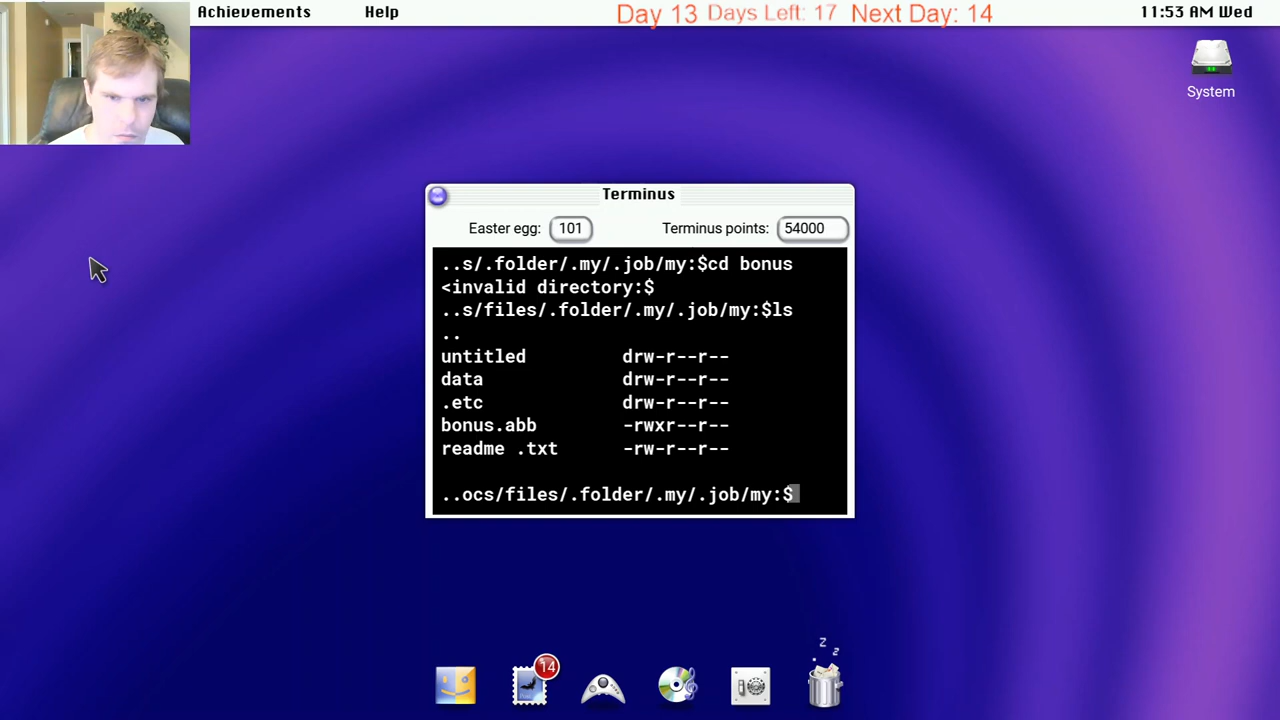 Achievements Help Day 13 Days Left: 17 Next Day: 14 11:53 AM Wed
System
Terminus
Easter egg: 101 Terminus points: 54000
..s/.folder/.my/.job/my:$cd bonus
<invalid directory:$
..s/files/.folder/.my/.job/my:$ls
..
untitled drw-r--r--
data drw-r--r--
.etc drw-r--r--
bonus.abb -rwxr--r--
readme .txt -rw-r--r--
..ocs/files/.folder/.my/.job/my:$
z
z
14